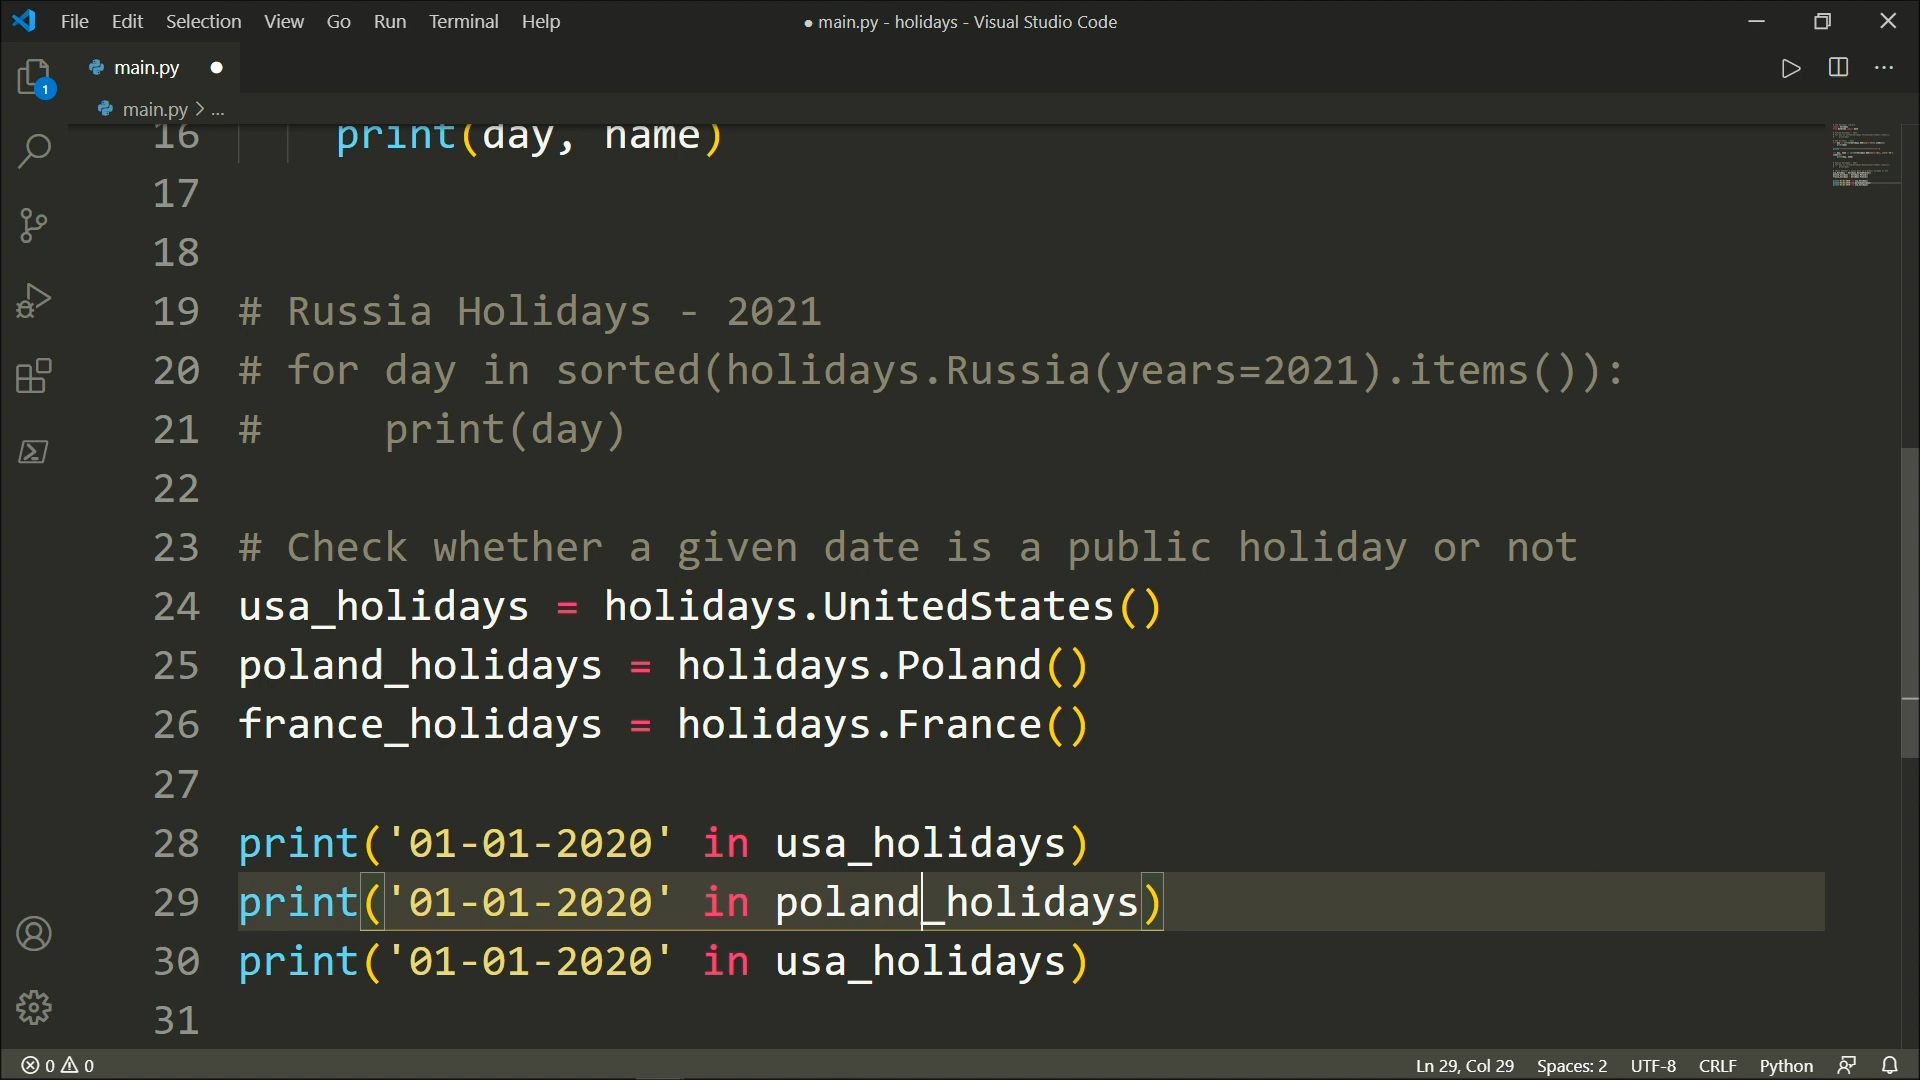 File Edit Selection View Go Run Terminal Help
● main.py - holidays - Visual Studio Code
main.py ●
1
main.py > ...
16 print(day, name)
17
18
19 # Russia Holidays - 2021
20 # for day in sorted(holidays.Russia(years=2021).items()):
21 #     print(day)
22
23 # Check whether a given date is a public holiday or not
24 usa_holidays = holidays.UnitedStates()
25 poland_holidays = holidays.Poland()
26 france_holidays = holidays.France()
27
28 print('01-01-2020' in usa_holidays)
29 print('01-01-2020' in poland_holidays)
30 print('01-01-2020' in usa_holidays)
31
0 0
Ln 29, Col 29 Spaces: 2 UTF-8 CRLF Python